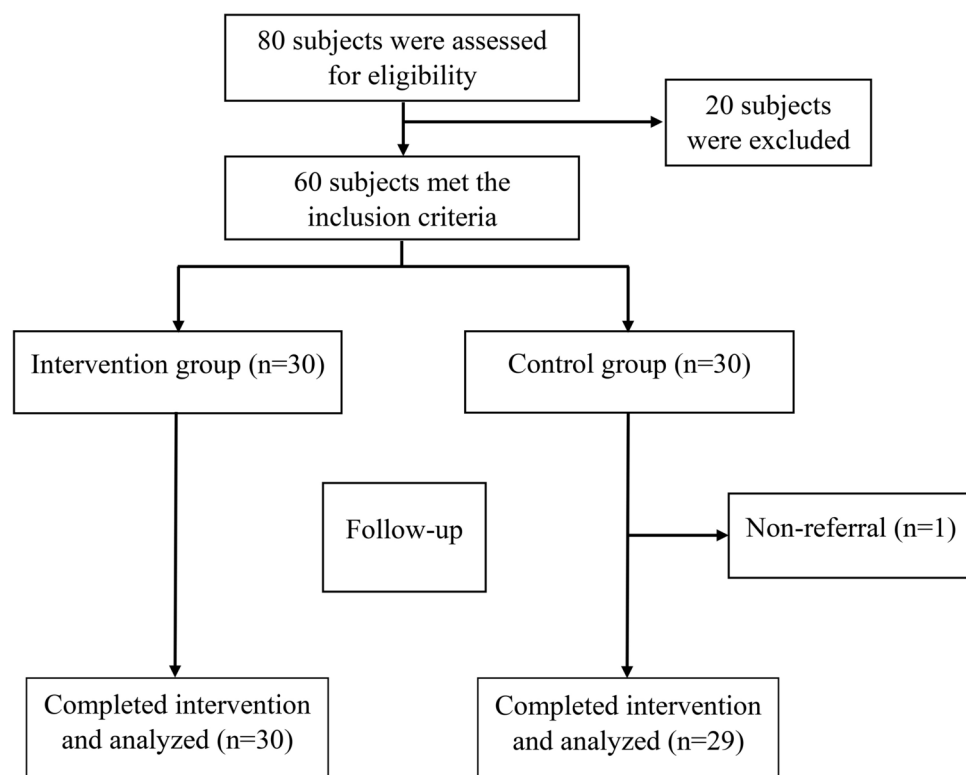 80 subjects were assessed
for eligibility
20 subjects
were excluded
60 subjects met the
inclusion criteria
Intervention group (n=30)
Control group (n=30)
Follow-up
Non-referral (n=1)
Completed intervention
and analyzed (n=30)
Completed intervention
and analyzed (n=29)